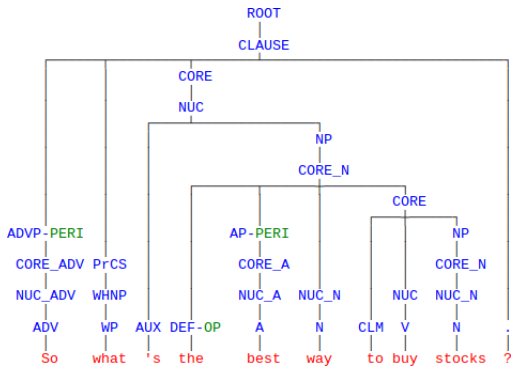 ROOT
CLAUSE
CORE
NUC
NP
CORE_N
CORE
ADVP-PERI AP-PERI NP
CORE_ADV PrCS CORE_A CORE_N
NUC_ADV WHNP NUC_A NUC_N NUC NUC_N
ADV WP AUX DEF-OP A N CLM V N .
So what 's the best way to buy stocks ?